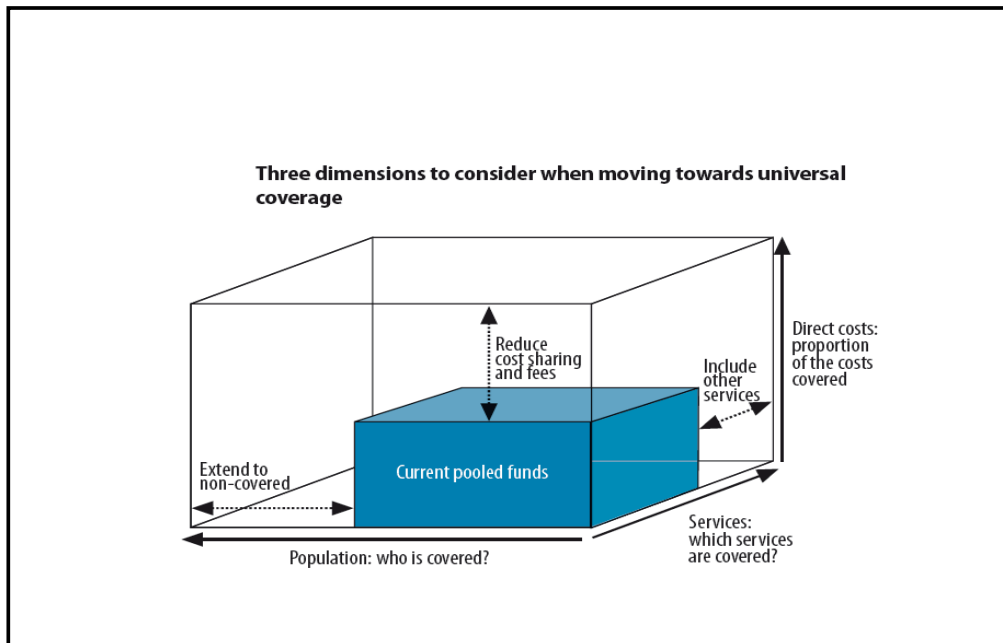 Three dimensions to consider when moving towards universal
coverage
Direct costs:
proportion
of the costs
covered
Reduce
cost sharing
and fees
Include
other
services
Extend to
non-covered
Current pooled funds
Services:
which services
are covered?
Population: who is covered?